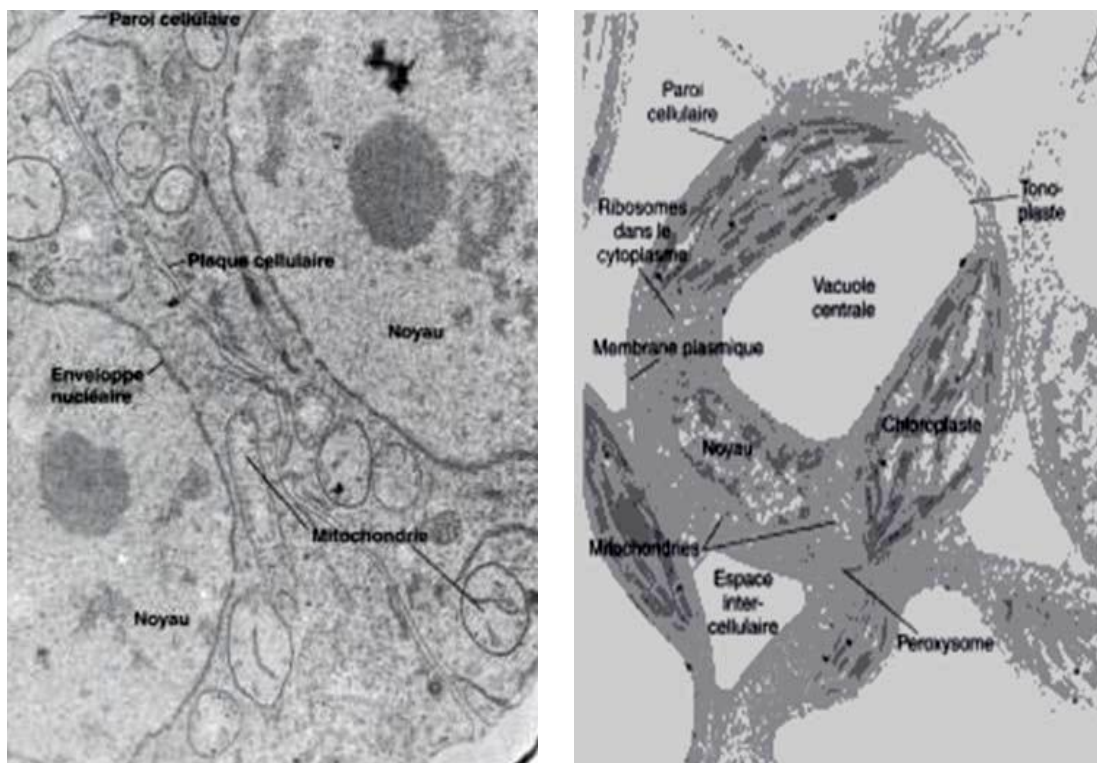 Paroi cellulaire
Plaque cellulaire
Noyau
Enveloppe
nucléaire
Mitochondrie
Noyau
Paroi
cellulaire
Tono-
plaste
Ribosomes
dans le
cytoplasme
Vacuole
centrale
Membrane plasmique
Chloroplaste
Noyau
Mitochondries
Espace
inter-
cellulaire
Peroxysome